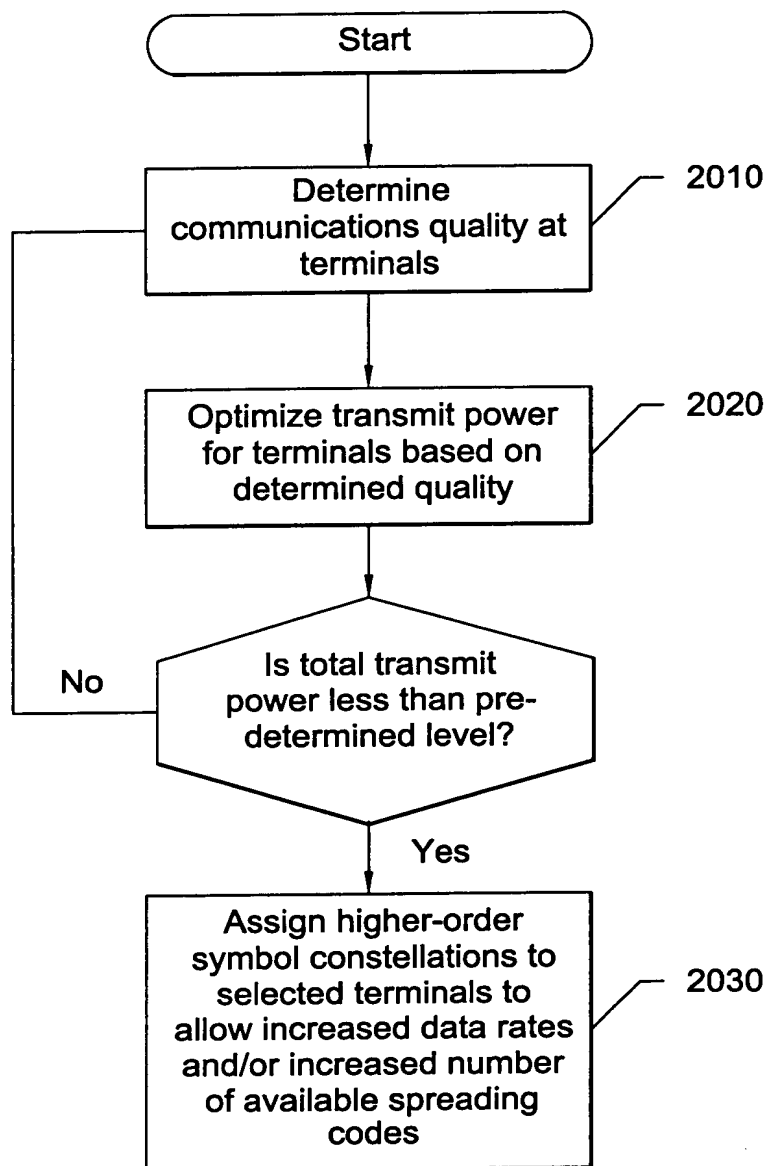 Start
Determine
communications quality at
terminals
2010
Optimize transmit power
for terminals based on
determined quality
2020
Is total transmit
power less than pre-
determined level?
No
Yes
Assign higher-order
symbol constellations to
selected terminals to
allow increased data rates
and/or increased number
of available spreading
codes
2030